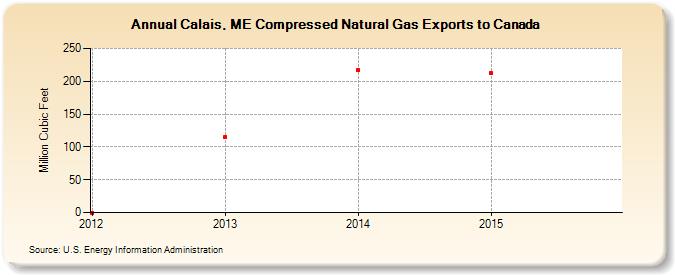 Annual Calais, ME Compressed Natural Gas Exports to Canada
Million Cubic Feet
250
200
150
100
50
0
2012 2013 2014 2015
Source: U.S. Energy Information Administration